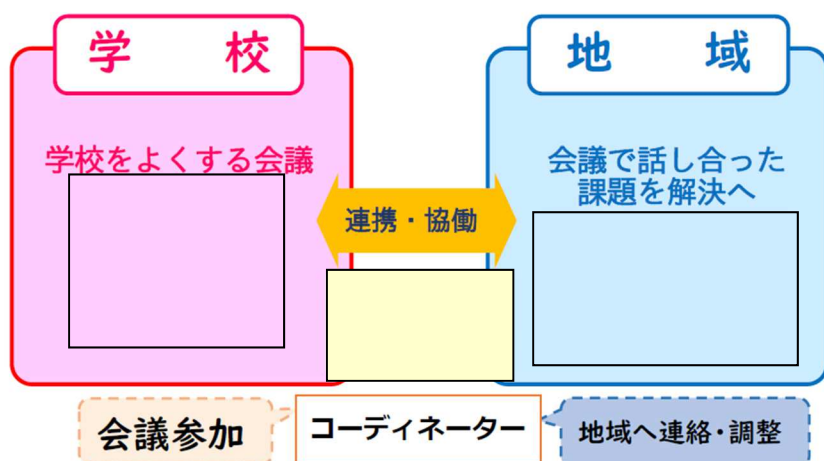 学校
地域
学校をよくする会議
会議で話し合った
課題を解決へ
連携・協働
会議参加
コーディネーター
地域へ連絡・調整